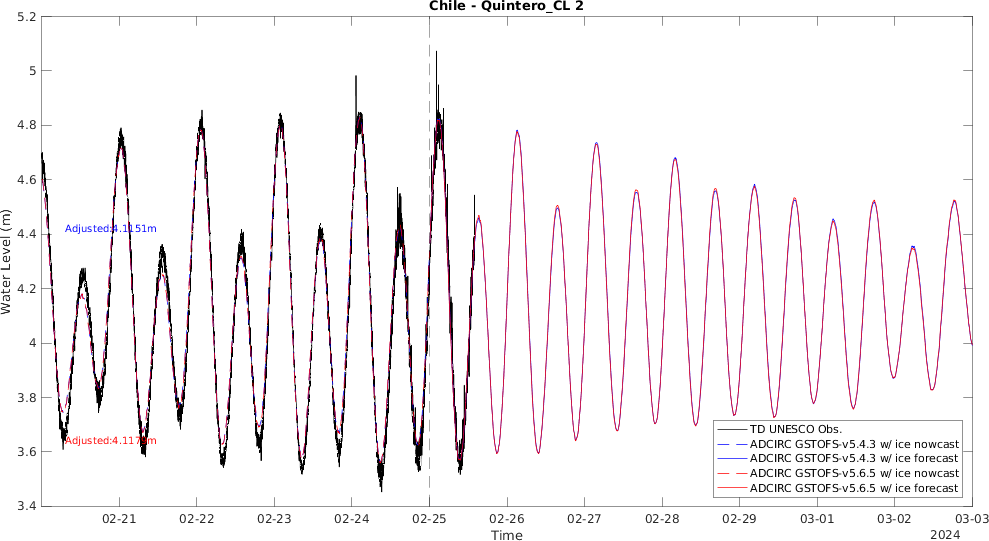 Chile - Quintero_CL 2
5.2
5
4.8
4.6
4.4
4.2
4
3.8
3.6
3.4
Water Level (m)
Adjusted:4.1151m
TD UNESCO Obs.
ADCIRC GSTOFS-v5.4.3 w/ ice nowcast
ADCIRC GSTOFS-v5.4.3 w/ ice forecast
ADCIRC GSTOFS-v5.6.5 w/ ice nowcast
ADCIRC GSTOFS-v5.6.5 w/ ice forecast
02-21 02-22 02-23 02-24 02-25 02-26 02-27 02-28 02-29 03-01 03-02 03-03
Time
2024